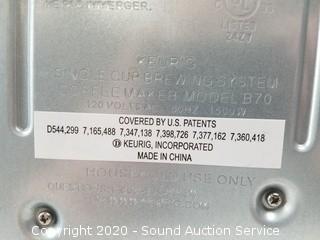 LISTED
KEURIG
SINGLE CUP BREWING SYSTEM
COFFEE MAKER MODEL B70
120 VOLTS 60HZ 1500W
COVERED BY U.S. PATENTS
D544,299 7,165,488 7,347,138 7,398,726 7,377,162 7,360,418
KEURIG, INCORPORATED
MADE IN CHINA
HOUSEHOLD USE ONLY
Copyright © 2020 - Sound Auction Service